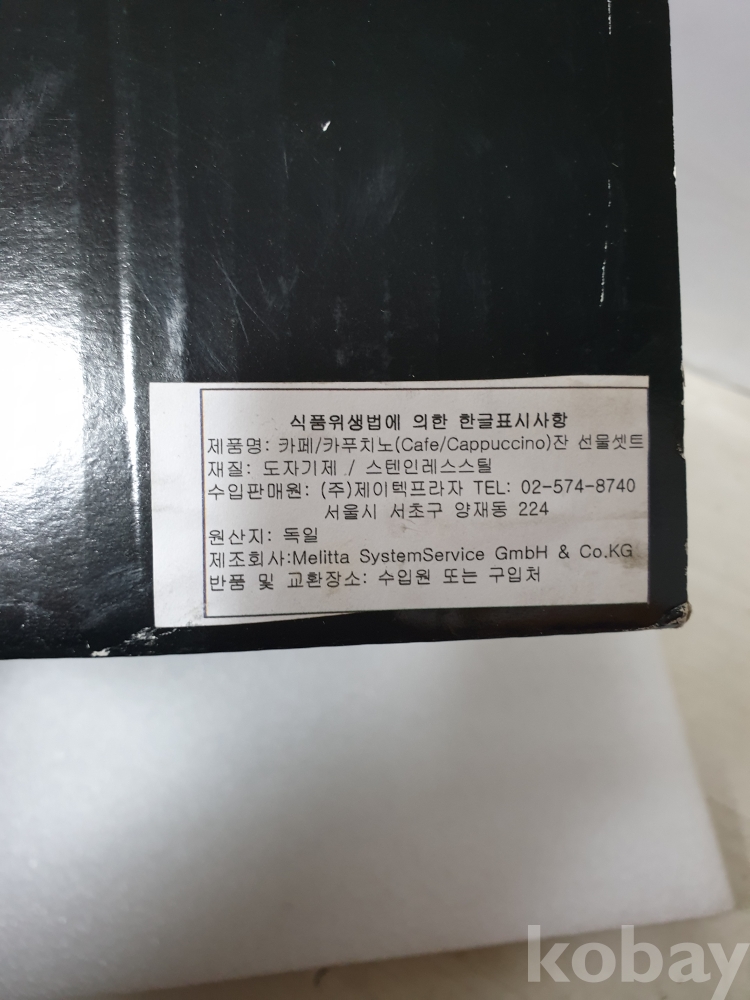 식품위생법에 의한 한글표시사항
제품명: 카페/카푸치노(Cafe/Cappuccino)잔 선물셋트
재질: 도자기제 / 스텐인레스스틸
수입판매원: (주)제이텍프라자 TEL: 02-574-8740
서울시 서초구 양재동 224
원산지: 독일
제조회사:Melitta SystemService GmbH & Co.KG
반품 및 교환장소: 수입원 또는 구입처
kobay